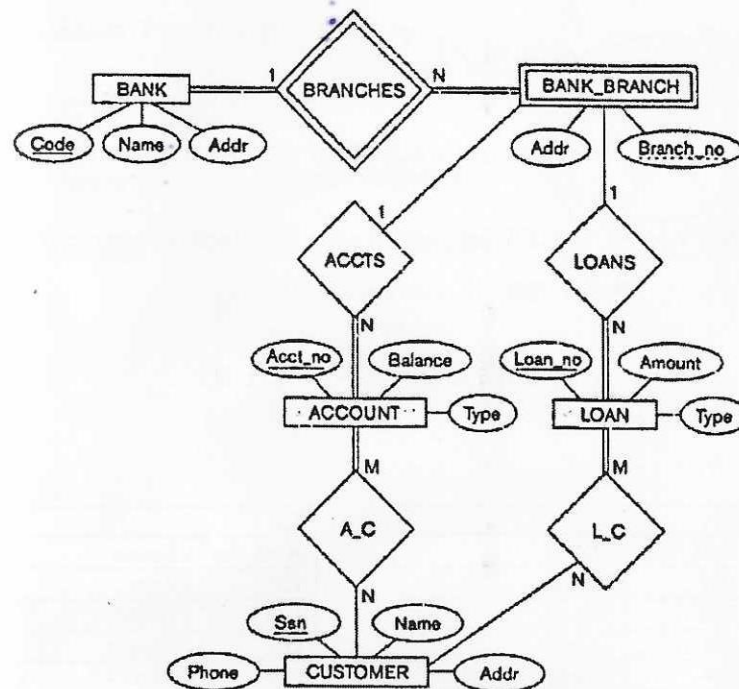 1 N
BANK BRANCHES BANK_BRANCH
Code Name Addr Addr Branch_no
1 1
ACCTS LOANS
N N
Acct_no Balance Loan_no Amount
ACCOUNT Type LOAN Type
M M
A_C L_C
N N
Ssn Name
Phone CUSTOMER Addr